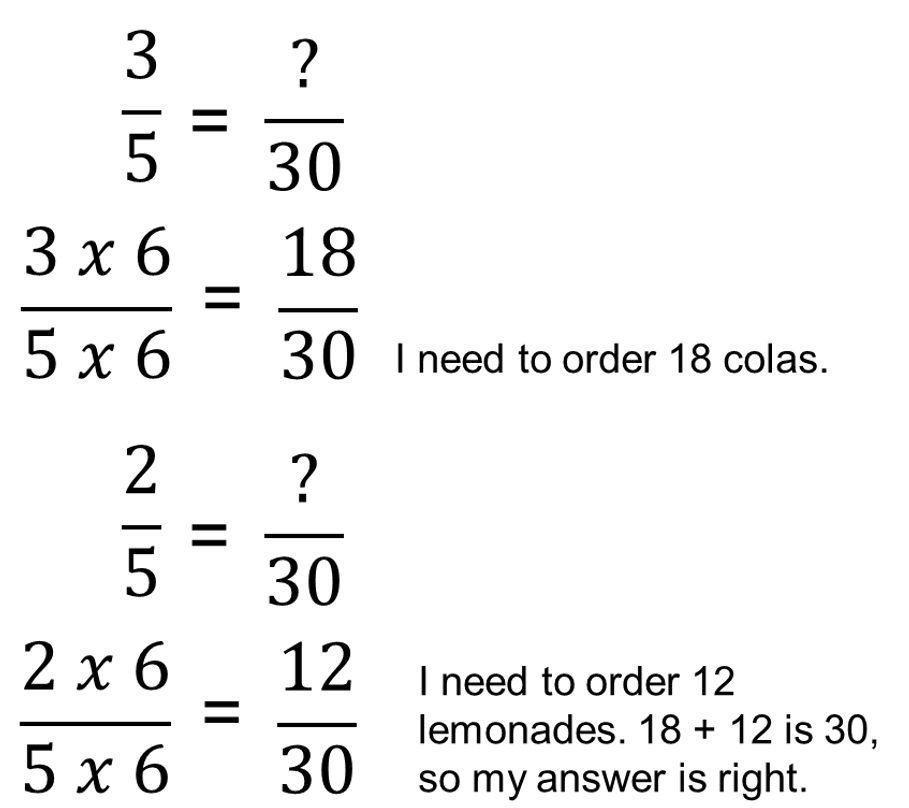 3/5 = ?/30
3 x 6/5 x 6 = 18/30 I need to order 18 colas.
2/5 = ?/30
2 x 6/5 x 6 = 12/30 I need to order 12
lemonades. 18 + 12 is 30,
so my answer is right.